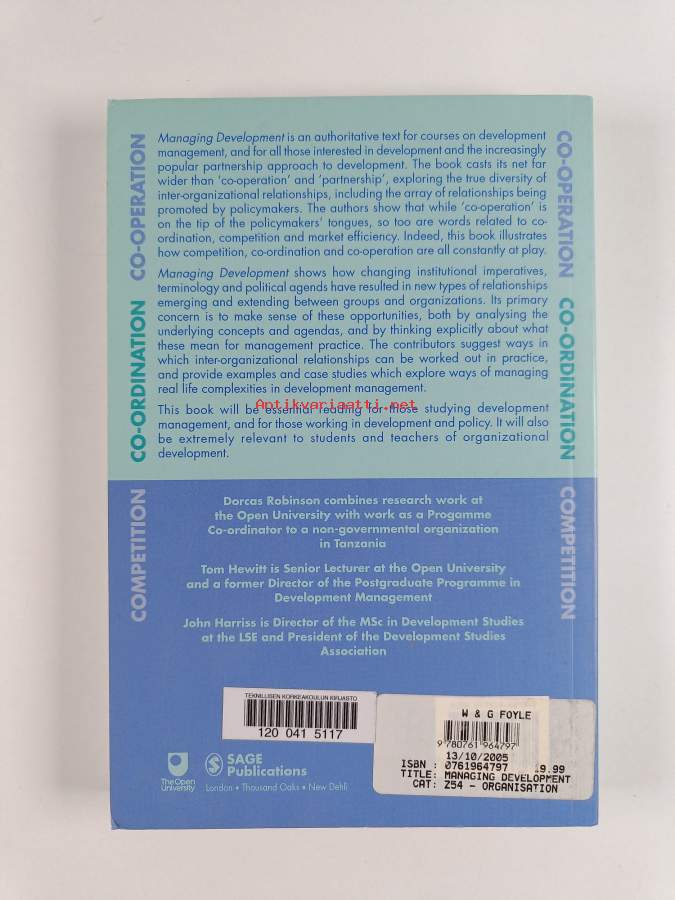 CO-OPERATION
CO-ORDINATION
COMPETITION
Managing Development is an authoritative text for courses on development
management, and for all those interested in development and the increasingly
popular partnership approach to development. The book casts its net far
wider than 'co-operation' and 'partnership', exploring the true diversity of
inter-organizational relationships, including the array of relationships being
promoted by policymakers. The authors show that while 'co-operation' is
on the tip of the policymakers' tongues, so too are words related to co-
ordination, competition and market efficiency. Indeed, this book illustrates
how competition, co-ordination and co-operation are all constantly at play.
Managing Development shows how changing institutional imperatives,
terminology and political agendas have resulted in new types of relationships
emerging and extending between groups and organizations. Its primary
concern is to make sense of these opportunities, both by analysing the
underlying concepts and agendas, and by thinking explicitly about what
these mean for management practice. The contributors suggest ways in
which inter-organizational relationships can be worked out in practice,
and provide examples and case studies which explore ways of managing
real life complexities in development management.
Antikvariaatti.net
This book will be essential reading for those studying development
management, and for those working in development and policy. It will also
be extremely relevant to students and teachers of organizational
development.
CO-OPERATION
CO-ORDINATION
COMPETITION
Dorcas Robinson combines research work at
the Open University with work as a Progamme
Co-ordinator to a non-governmental organization
in Tanzania
Tom Hewitt is Senior Lecturer at the Open University
and a former Director of the Postgraduate Programme in
Development Management
John Harriss is Director of the MSc in Development Studies
at the LSE and President of the Development Studies
Association
TEKNILLISEN KORKEAKOULUN KIRJASTO
120 041 5117
The Open
University
SAGE
Publications
London • Thousand Oaks • New Delhi
W & G FOYLE
9 780761 964797
13/10/2005
ISBN : 0761964797 19.99
TITLE: MANAGING DEVELOPMENT
CAT: Z54 - ORGANISATION